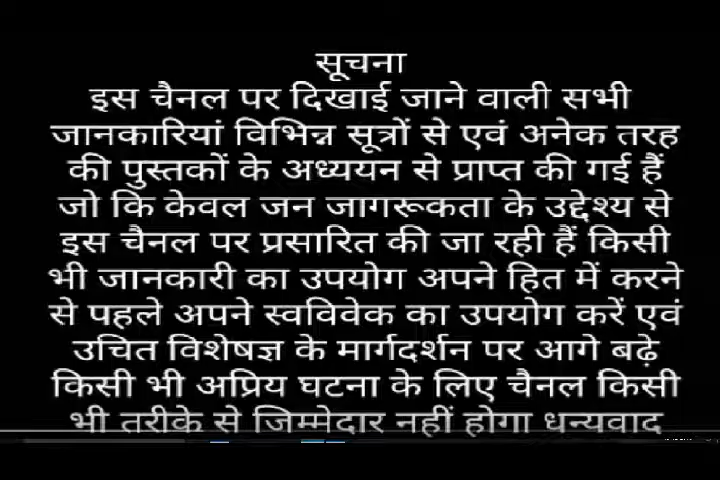 सूचना
इस चैनल पर दिखाई जाने वाली सभी
जानकारियां विभिन्न सूत्रों से एवं अनेक तरह
की पुस्तकों के अध्ययन से प्राप्त की गई हैं
जो कि केवल जन जागरूकता के उद्देश्य से
इस चैनल पर प्रसारित की जा रही हैं किसी
भी जानकारी का उपयोग अपने हित में करने
से पहले अपने स्वविवेक का उपयोग करें एवं
उचित विशेषज्ञ के मार्गदर्शन पर आगे बढ़े
किसी भी अप्रिय घटना के लिए चैनल किसी
भी तरीके से जिम्मेदार नहीं होगा धन्यवाद